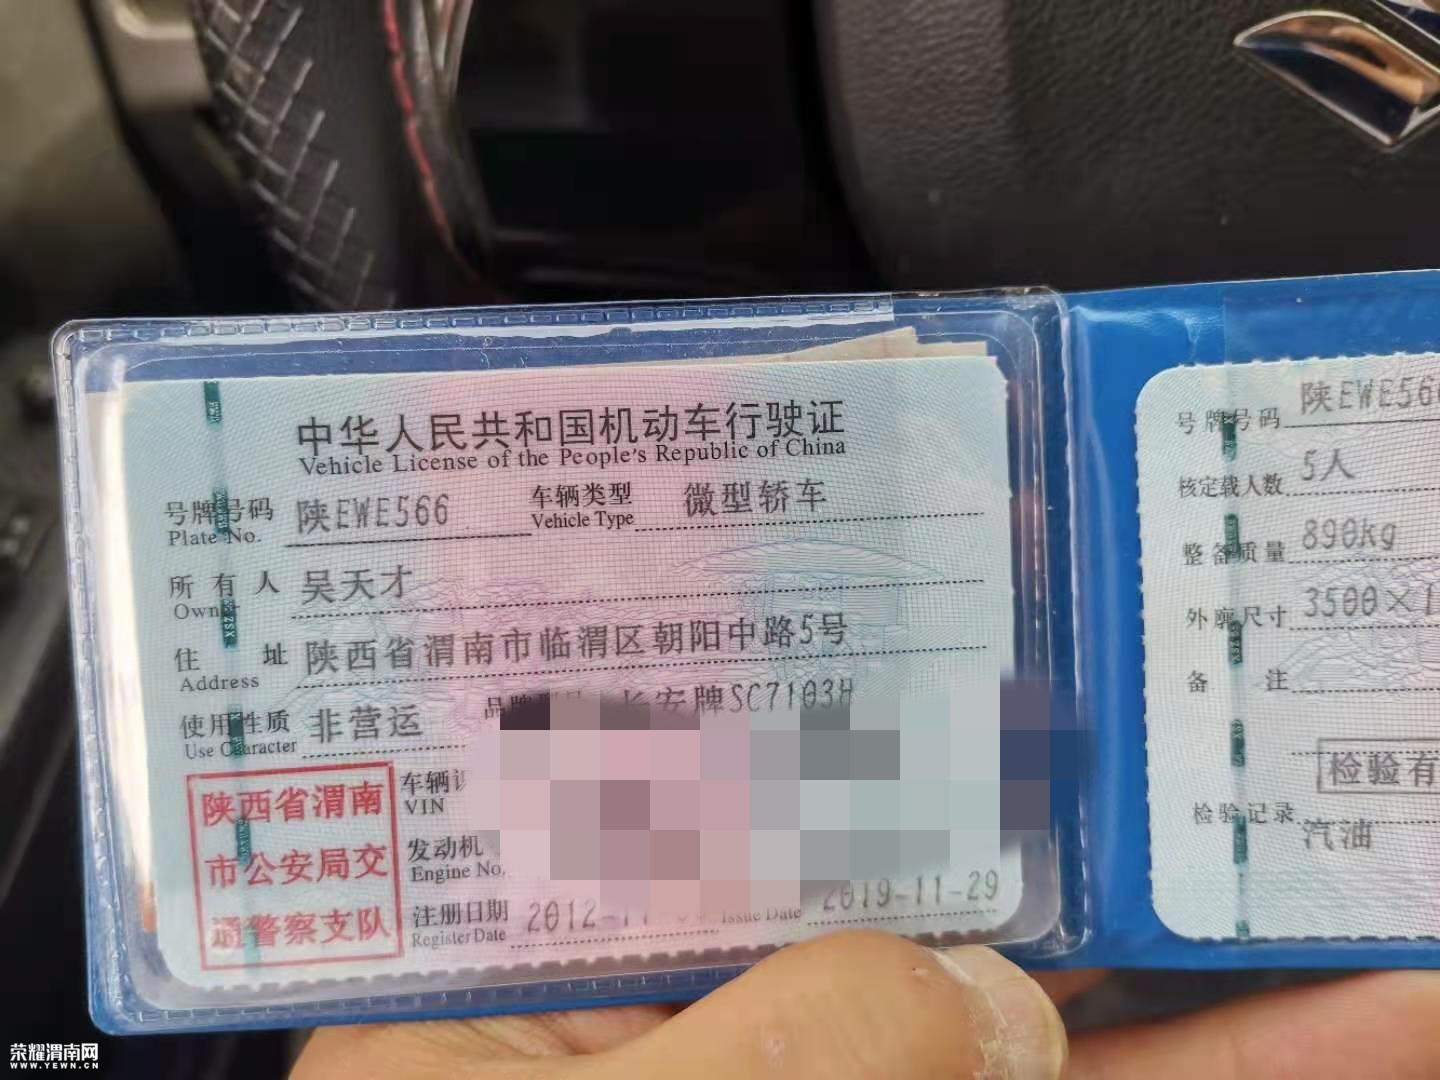 中华人民共和国机动车行驶证
Vehicle License of the People's Republic of China
号牌号码 陕EWE566 车辆类型 微型轿车
Plate No. Vehicle Type
所有人 吴天才
Owner
住址 陕西省渭南市临渭区朝阳中路5号
Address
使用性质 非营运 长安牌SC7103H
Use Character
陕西省渭南
市公安局交
通警察支队
车辆
VIN
发动机
Engine No.
注册日期 2012-11- Issue Date 2019-11-29
Register Date
号牌号码 陕EWE566
核定载人数 5人
整备质量 890kg
外廓尺寸 3500×1
备注
检验有
检验记录
汽油
荣耀渭南网
WWW.YEWN.CN